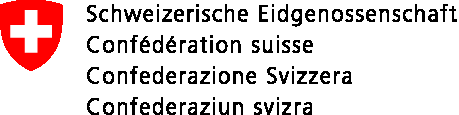 Schweizerische Eidgenossenschaft
Confédération suisse
Confederazione Svizzera
Confederaziun svizra